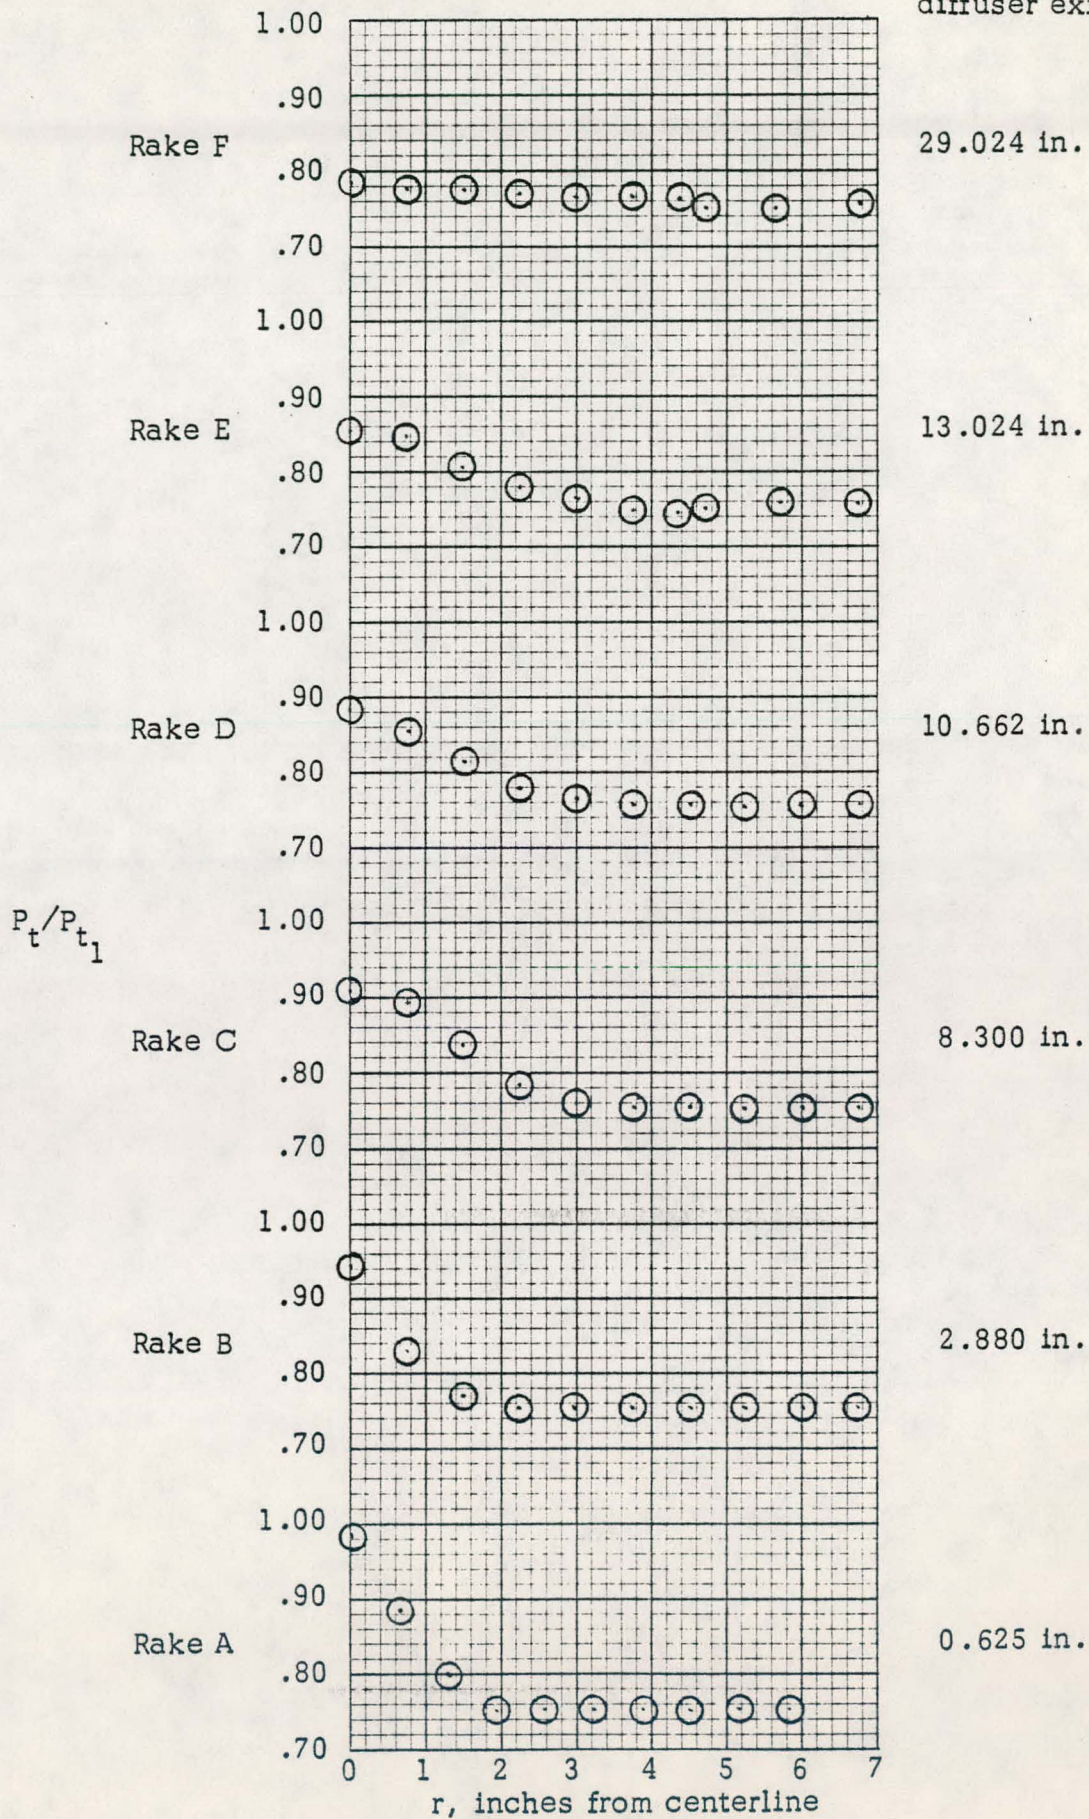 diffuser exi
1.00
.90
Rake F 29.024 in.
.80
.70
1.00
.90
Rake E 13.024 in.
.80
.70
1.00
.90
Rake D 10.662 in.
.80
.70
Pt/Pt1
1.00
.90
Rake C 8.300 in.
.80
.70
1.00
.90
Rake B 2.880 in.
.80
.70
1.00
.90
Rake A 0.625 in.
.80
.70
0 1 2 3 4 5 6 7
r, inches from centerline